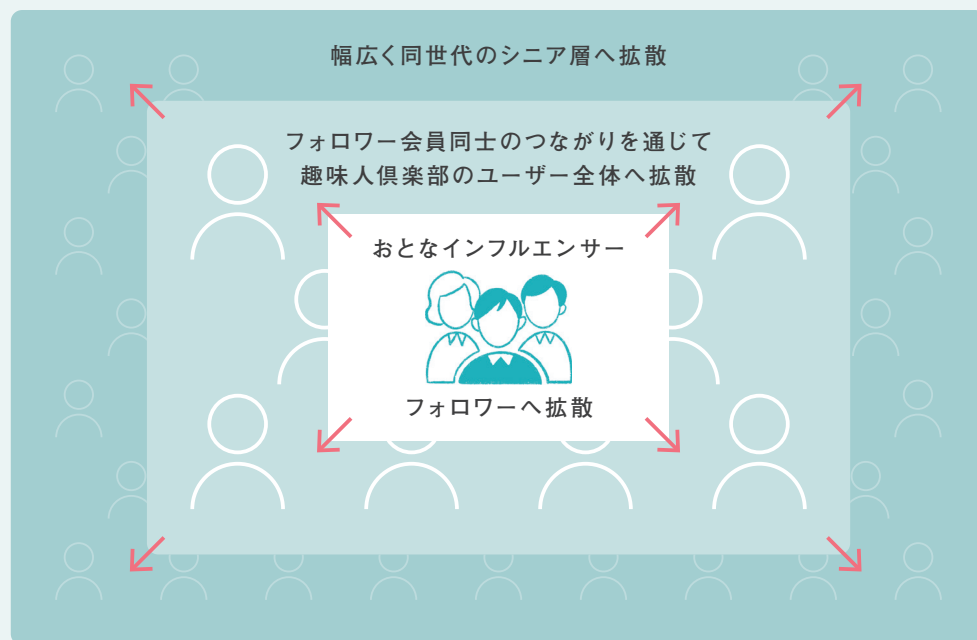 幅広く同世代のシニア層へ拡散
フォロワー会員同士のつながりを通じて
趣味人倶楽部のユーザー全体へ拡散
おとなインフルエンサー
フォロワーへ拡散